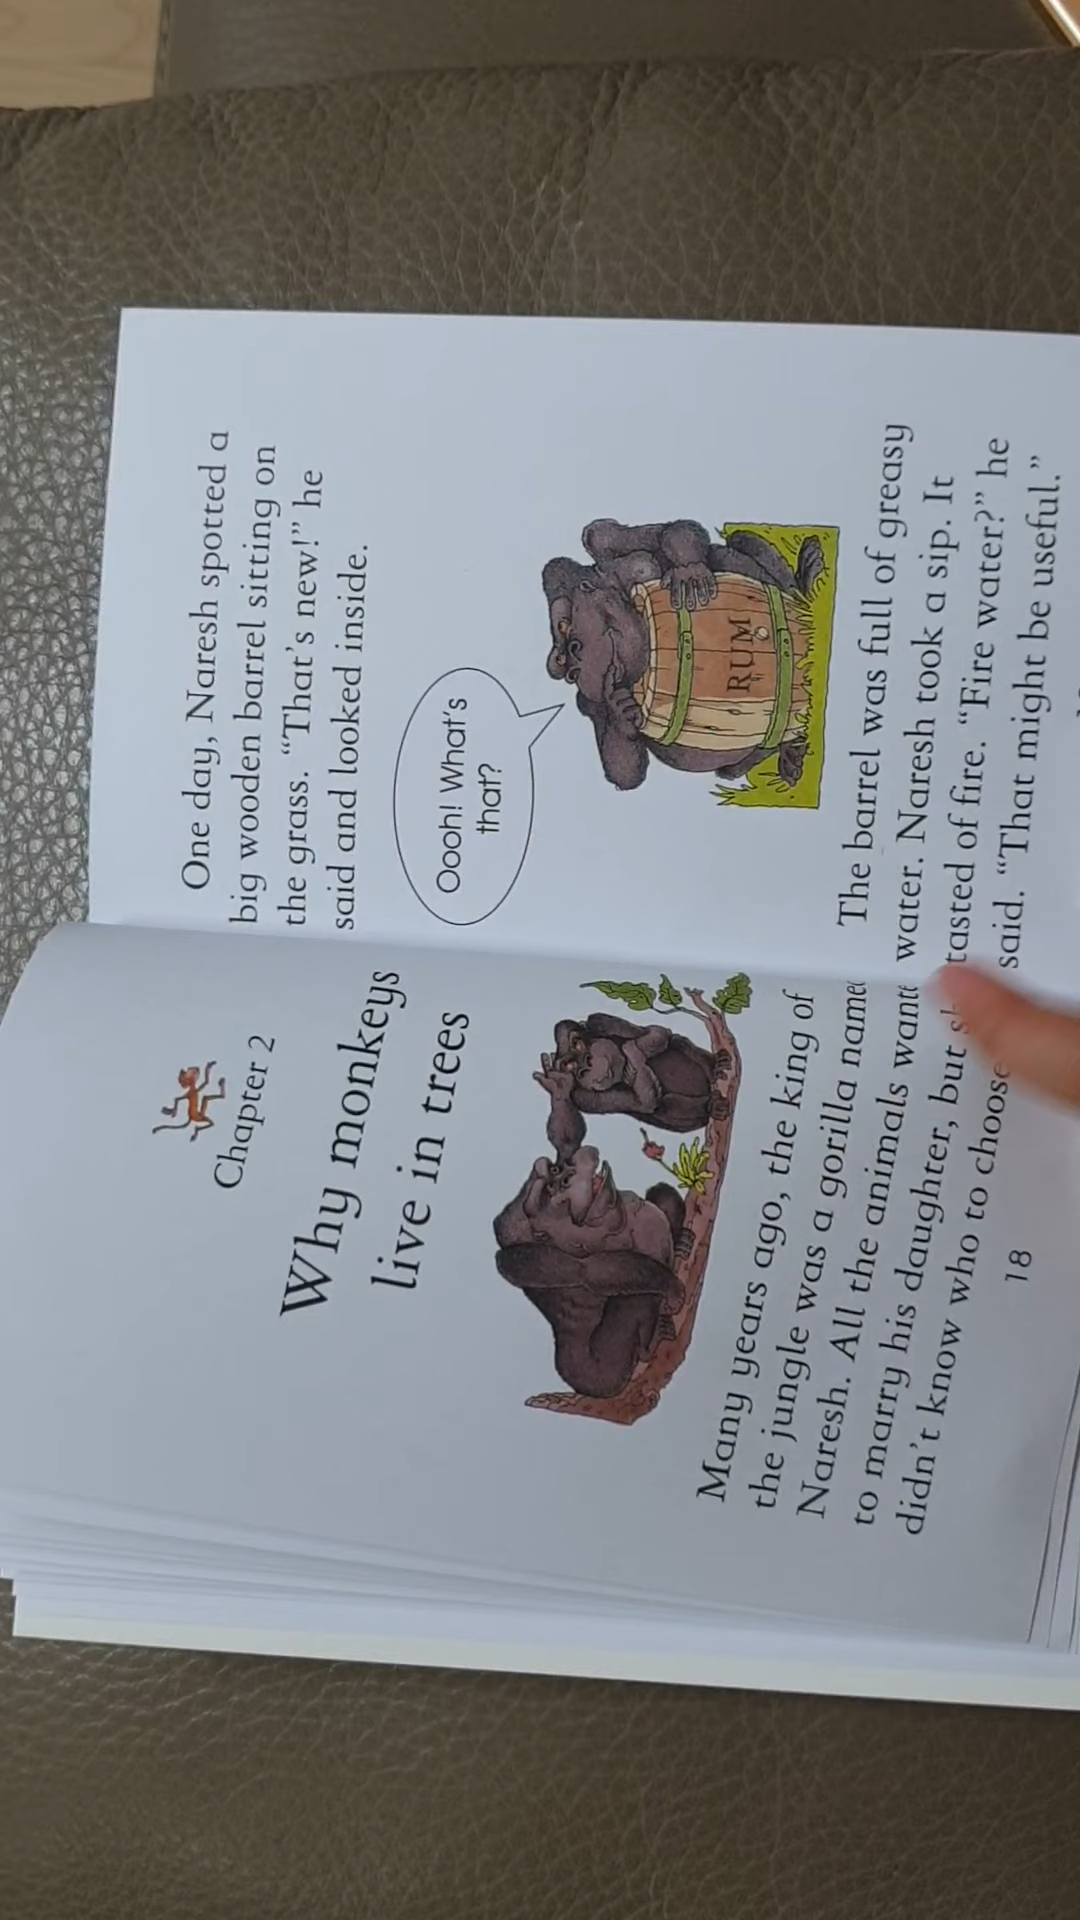 Chapter 2
Why monkeys
live in trees
Many years ago, the king of
the jungle was a gorilla
Naresh. All the animals
to marry his daughter, but
didn't know who to choose
18
One day, Naresh spotted a
big wooden barrel sitting on
the grass. “That's new!” he
said and looked inside.
Oooh! What's
that?
RUM
The barrel was full of greasy
water. Naresh took a sip. It
tasted of fire. “Fire water?” he
said. “That might be useful.”